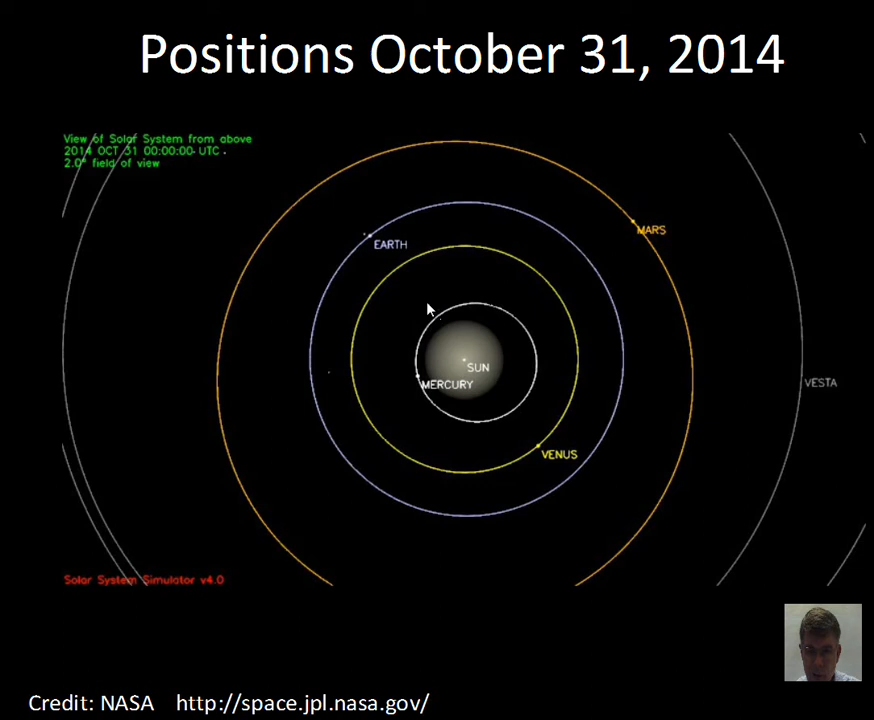 Positions October 31, 2014
View of Solar System from above
2014 OCT 31 00:00:00 UTC
2.0° field of view
MARS
EARTH
SUN
MERCURY
VESTA
VENUS
Solar System Simulator v4.0
Credit: NASA http://space.jpl.nasa.gov/